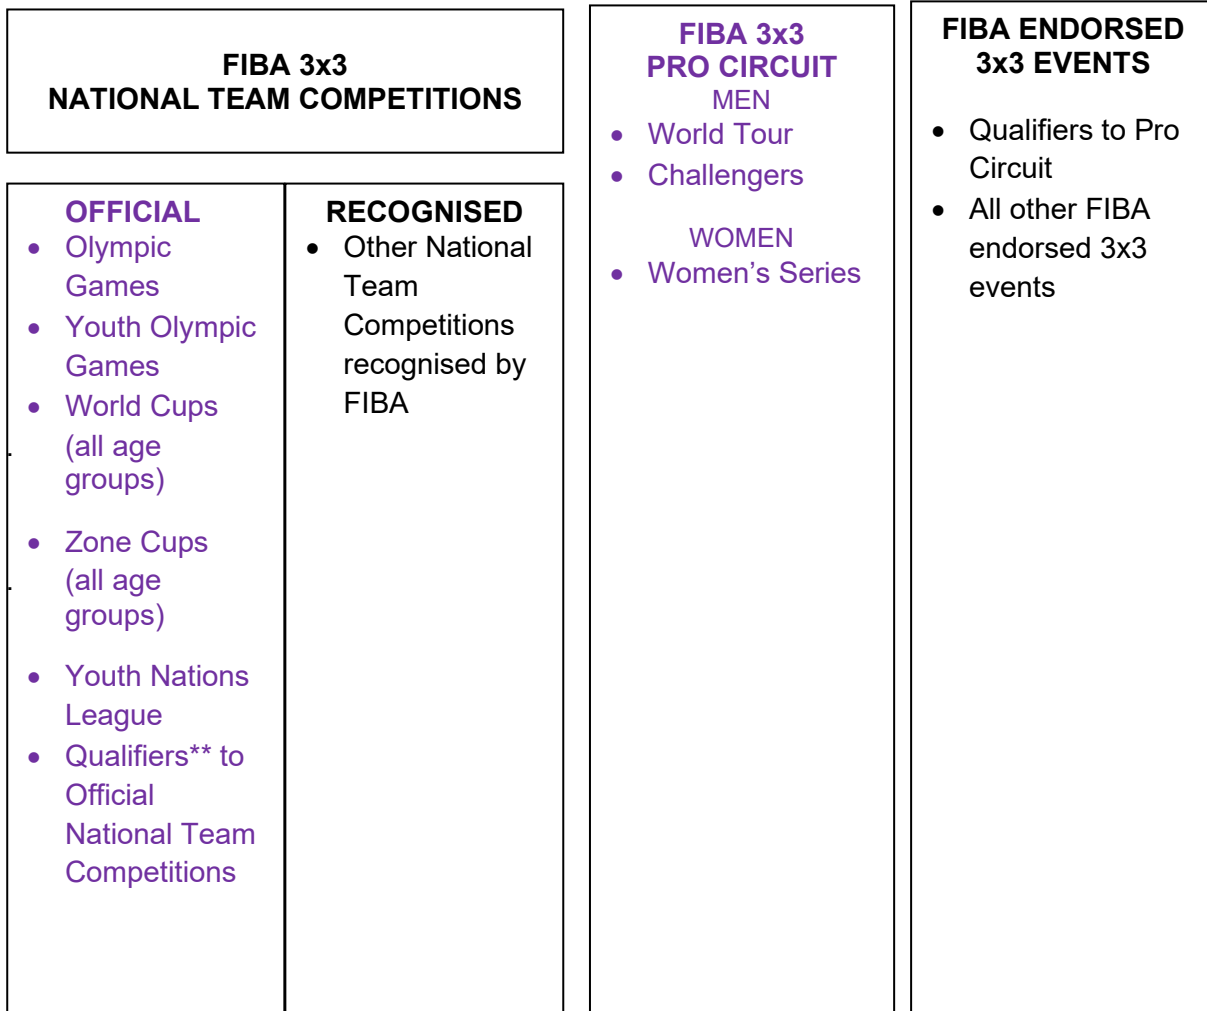 FIBA 3x3
NATIONAL TEAM COMPETITIONS
OFFICIAL
• Olympic
Games
• Youth Olympic
Games
• World Cups
(all age
groups)
• Zone Cups
(all age
groups)
• Youth Nations
League
• Qualifiers** to
Official
National Team
Competitions
RECOGNISED
• Other National
Team
Competitions
recognised by
FIBA
FIBA 3x3
PRO CIRCUIT
MEN
• World Tour
• Challengers
WOMEN
• Women’s Series
FIBA ENDORSED
3x3 EVENTS
• Qualifiers to Pro
Circuit
• All other FIBA
endorsed 3x3
events